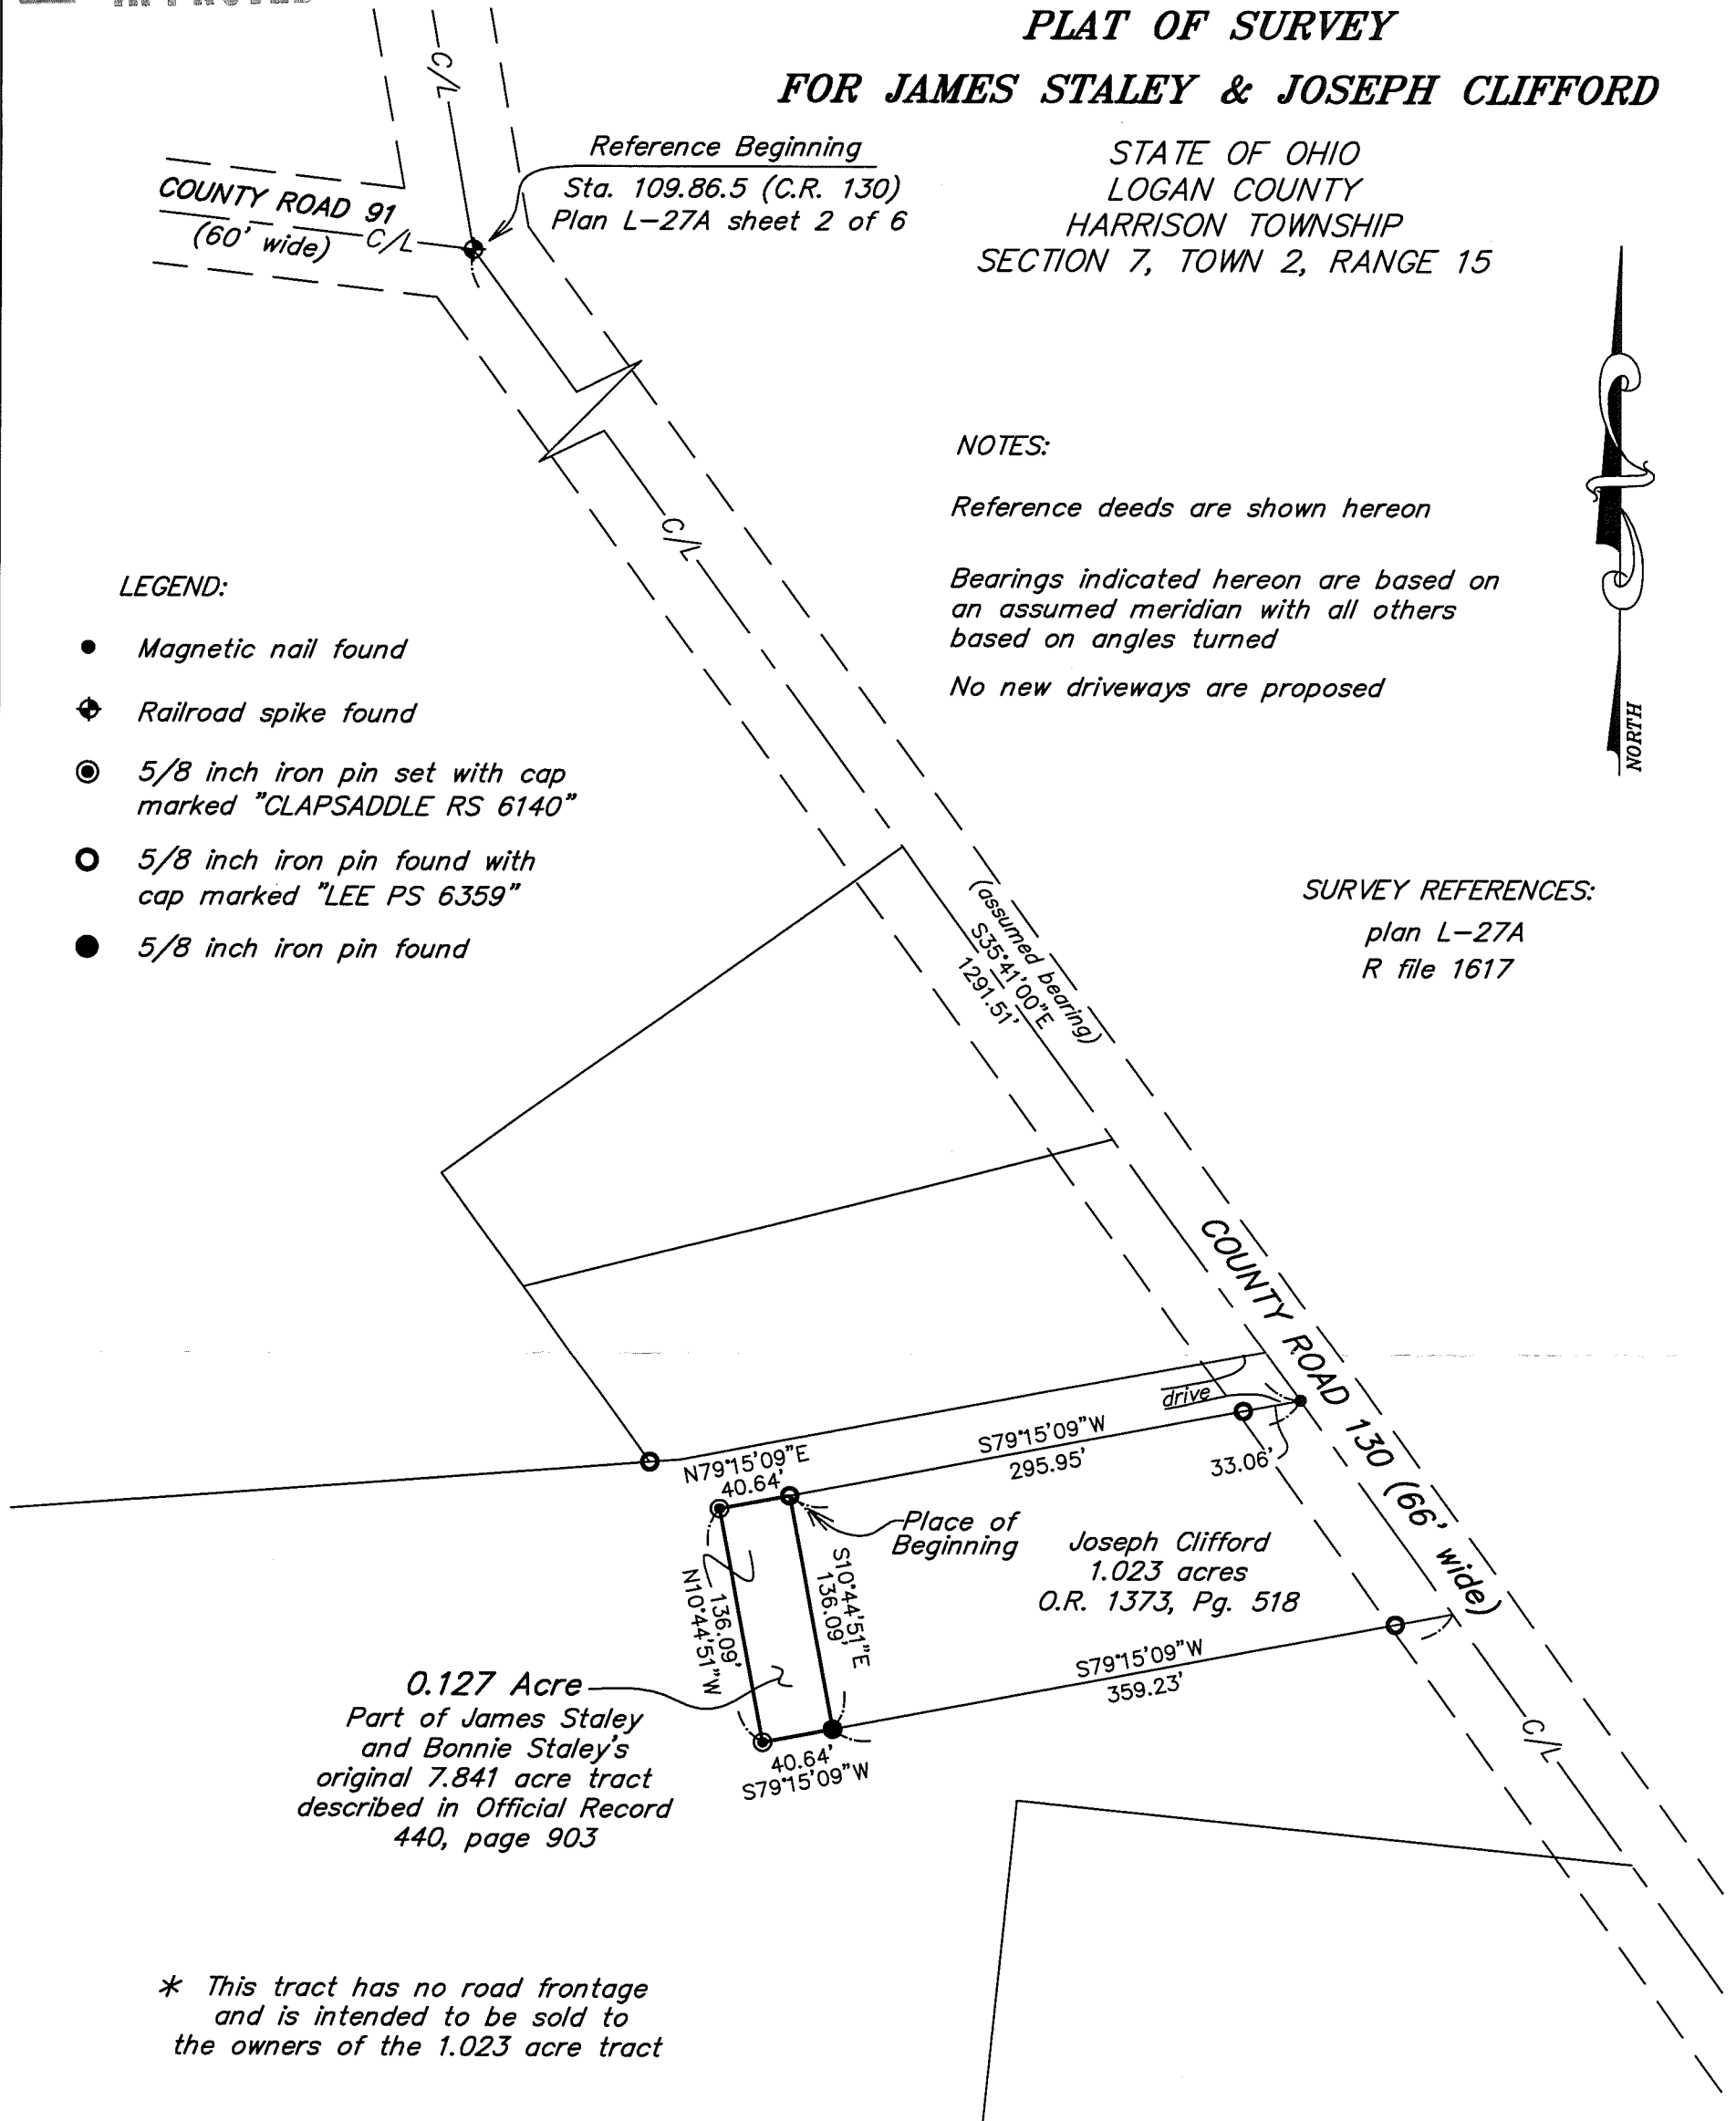 PLAT OF SURVEY
FOR JAMES STALEY & JOSEPH CLIFFORD
STATE OF OHIO
LOGAN COUNTY
HARRISON TOWNSHIP
SECTION 7, TOWN 2, RANGE 15
C/L
Reference Beginning
Sta. 109.86.5 (C.R. 130)
Plan L-27A sheet 2 of 6
COUNTY ROAD 91
(60' wide)
C/L
NOTES:
Reference deeds are shown hereon
Bearings indicated hereon are based on
an assumed meridian with all others
based on angles turned
No new driveways are proposed
NORTH
C/L
LEGEND:
Magnetic nail found
Railroad spike found
5/8 inch iron pin set with cap
marked "CLAPSADDLE RS 6140"
5/8 inch iron pin found with
cap marked "LEE PS 6359"
5/8 inch iron pin found
SURVEY REFERENCES:
plan L-27A
R file 1617
(assumed bearing)
S35°41'00"E
1291.51'
COUNTY ROAD 130 (66' wide)
drive
S79°15'09"W
295.95'
33.06'
N79°15'09"E
40.64'
Place of
Beginning
Joseph Clifford
1.023 acres
O.R. 1373, Pg. 518
S10°44'51"E
136.09'
136.09'
N10°44'51"W
S79°15'09"W
359.23'
0.127 Acre
Part of James Staley
and Bonnie Staley's
original 7.841 acre tract
described in Official Record
440, page 903
40.64'
S79°15'09"W
C/L
* This tract has no road frontage
and is intended to be sold to
the owners of the 1.023 acre tract